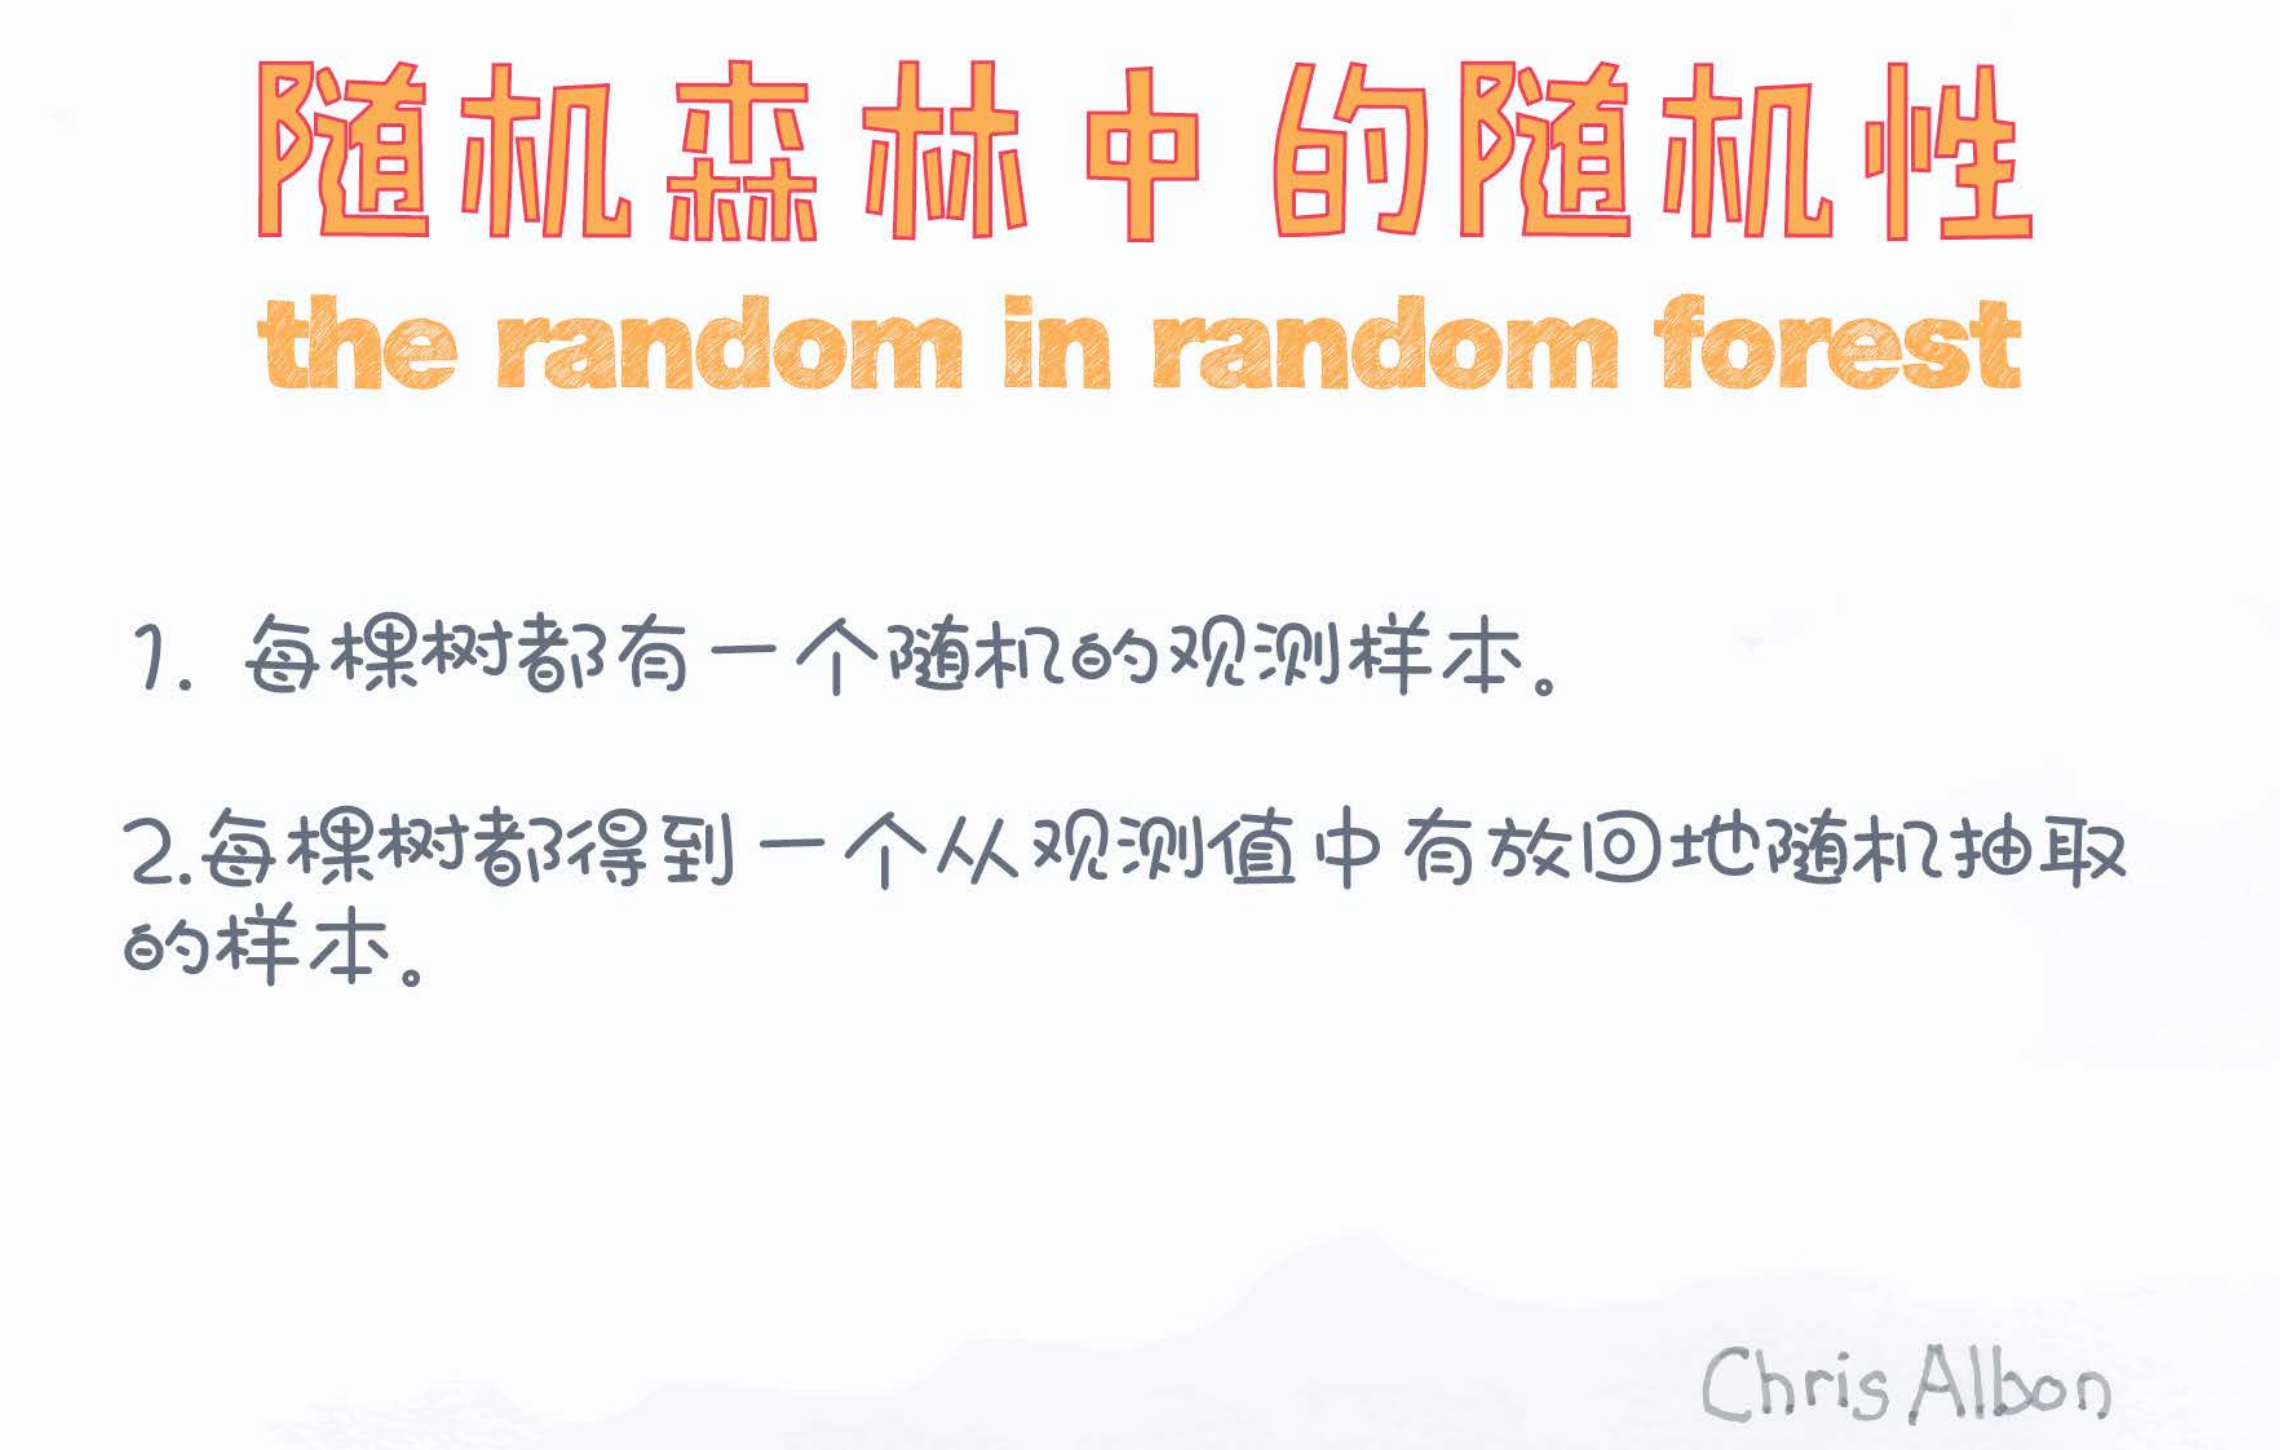 随机森林中的随机性
the random in random forest
1. 每棵树都有一个随机的观测样本。
2.每棵树都得到一个从观测值中有放回地随机抽取
的样本。
Chris Albon